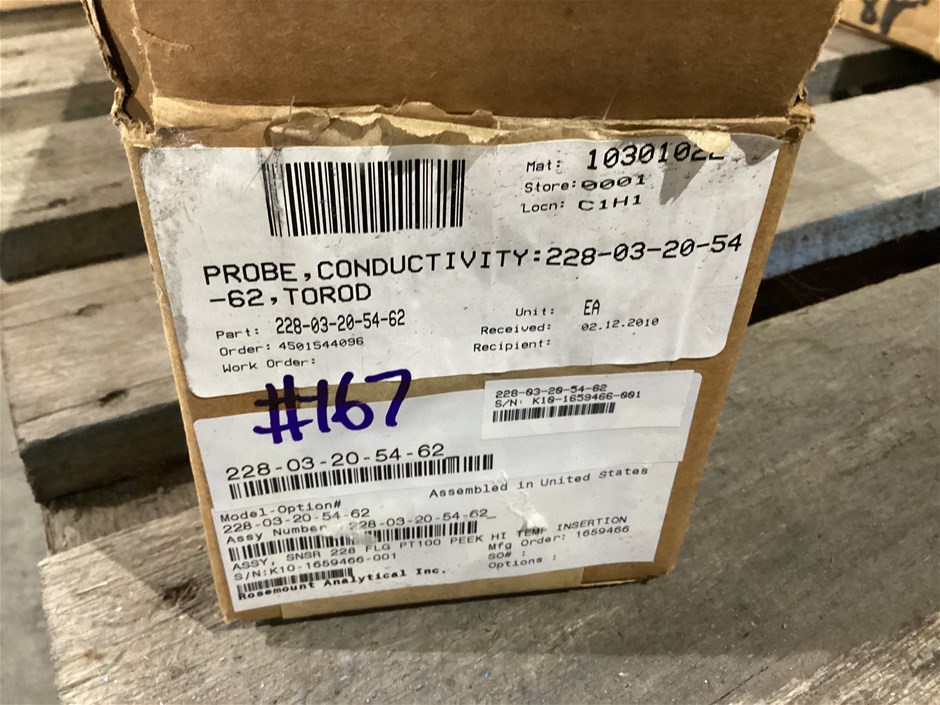 Mat: 10301022
Store: 0001
Locn: C1H1
PROBE,CONDUCTIVITY:228-03-20-54
-62,TOROD
Part: 228-03-20-54-62
Order: 4501544096
Work Order:
Unit: EA
Received: 02.12.2010
Recipient:
#167
228-03-20-54-62
S/N: K10-1659466-001
228-03-20-54-62
Assembled in United States
Model-Option#
228-03-20-54-62
Assy Number 228-03-20-54-62
ASSY, SNSR 228 FLG PT100 PEEK HI TEMP INSERTION
S/N:K10-1659466-001
Mfg Order: 1659466
SO# :
Options :
Rosemount Analytical Inc.